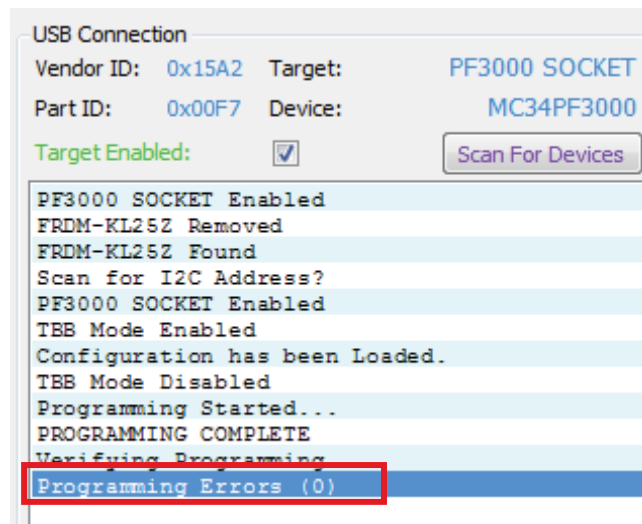 USB Connection
Vendor ID: 0x15A2 Target: PF3000 SOCKET
Part ID: 0x00F7 Device: MC34PF3000
Target Enabled: Scan For Devices
PF3000 SOCKET Enabled
FRDM-KL25Z Removed
FRDM-KL25Z Found
Scan for I2C Address?
PF3000 SOCKET Enabled
TBB Mode Enabled
Configuration has been Loaded.
TBB Mode Disabled
Programming Started...
PROGRAMMING COMPLETE
Verifying Programming
Programming Errors (0)